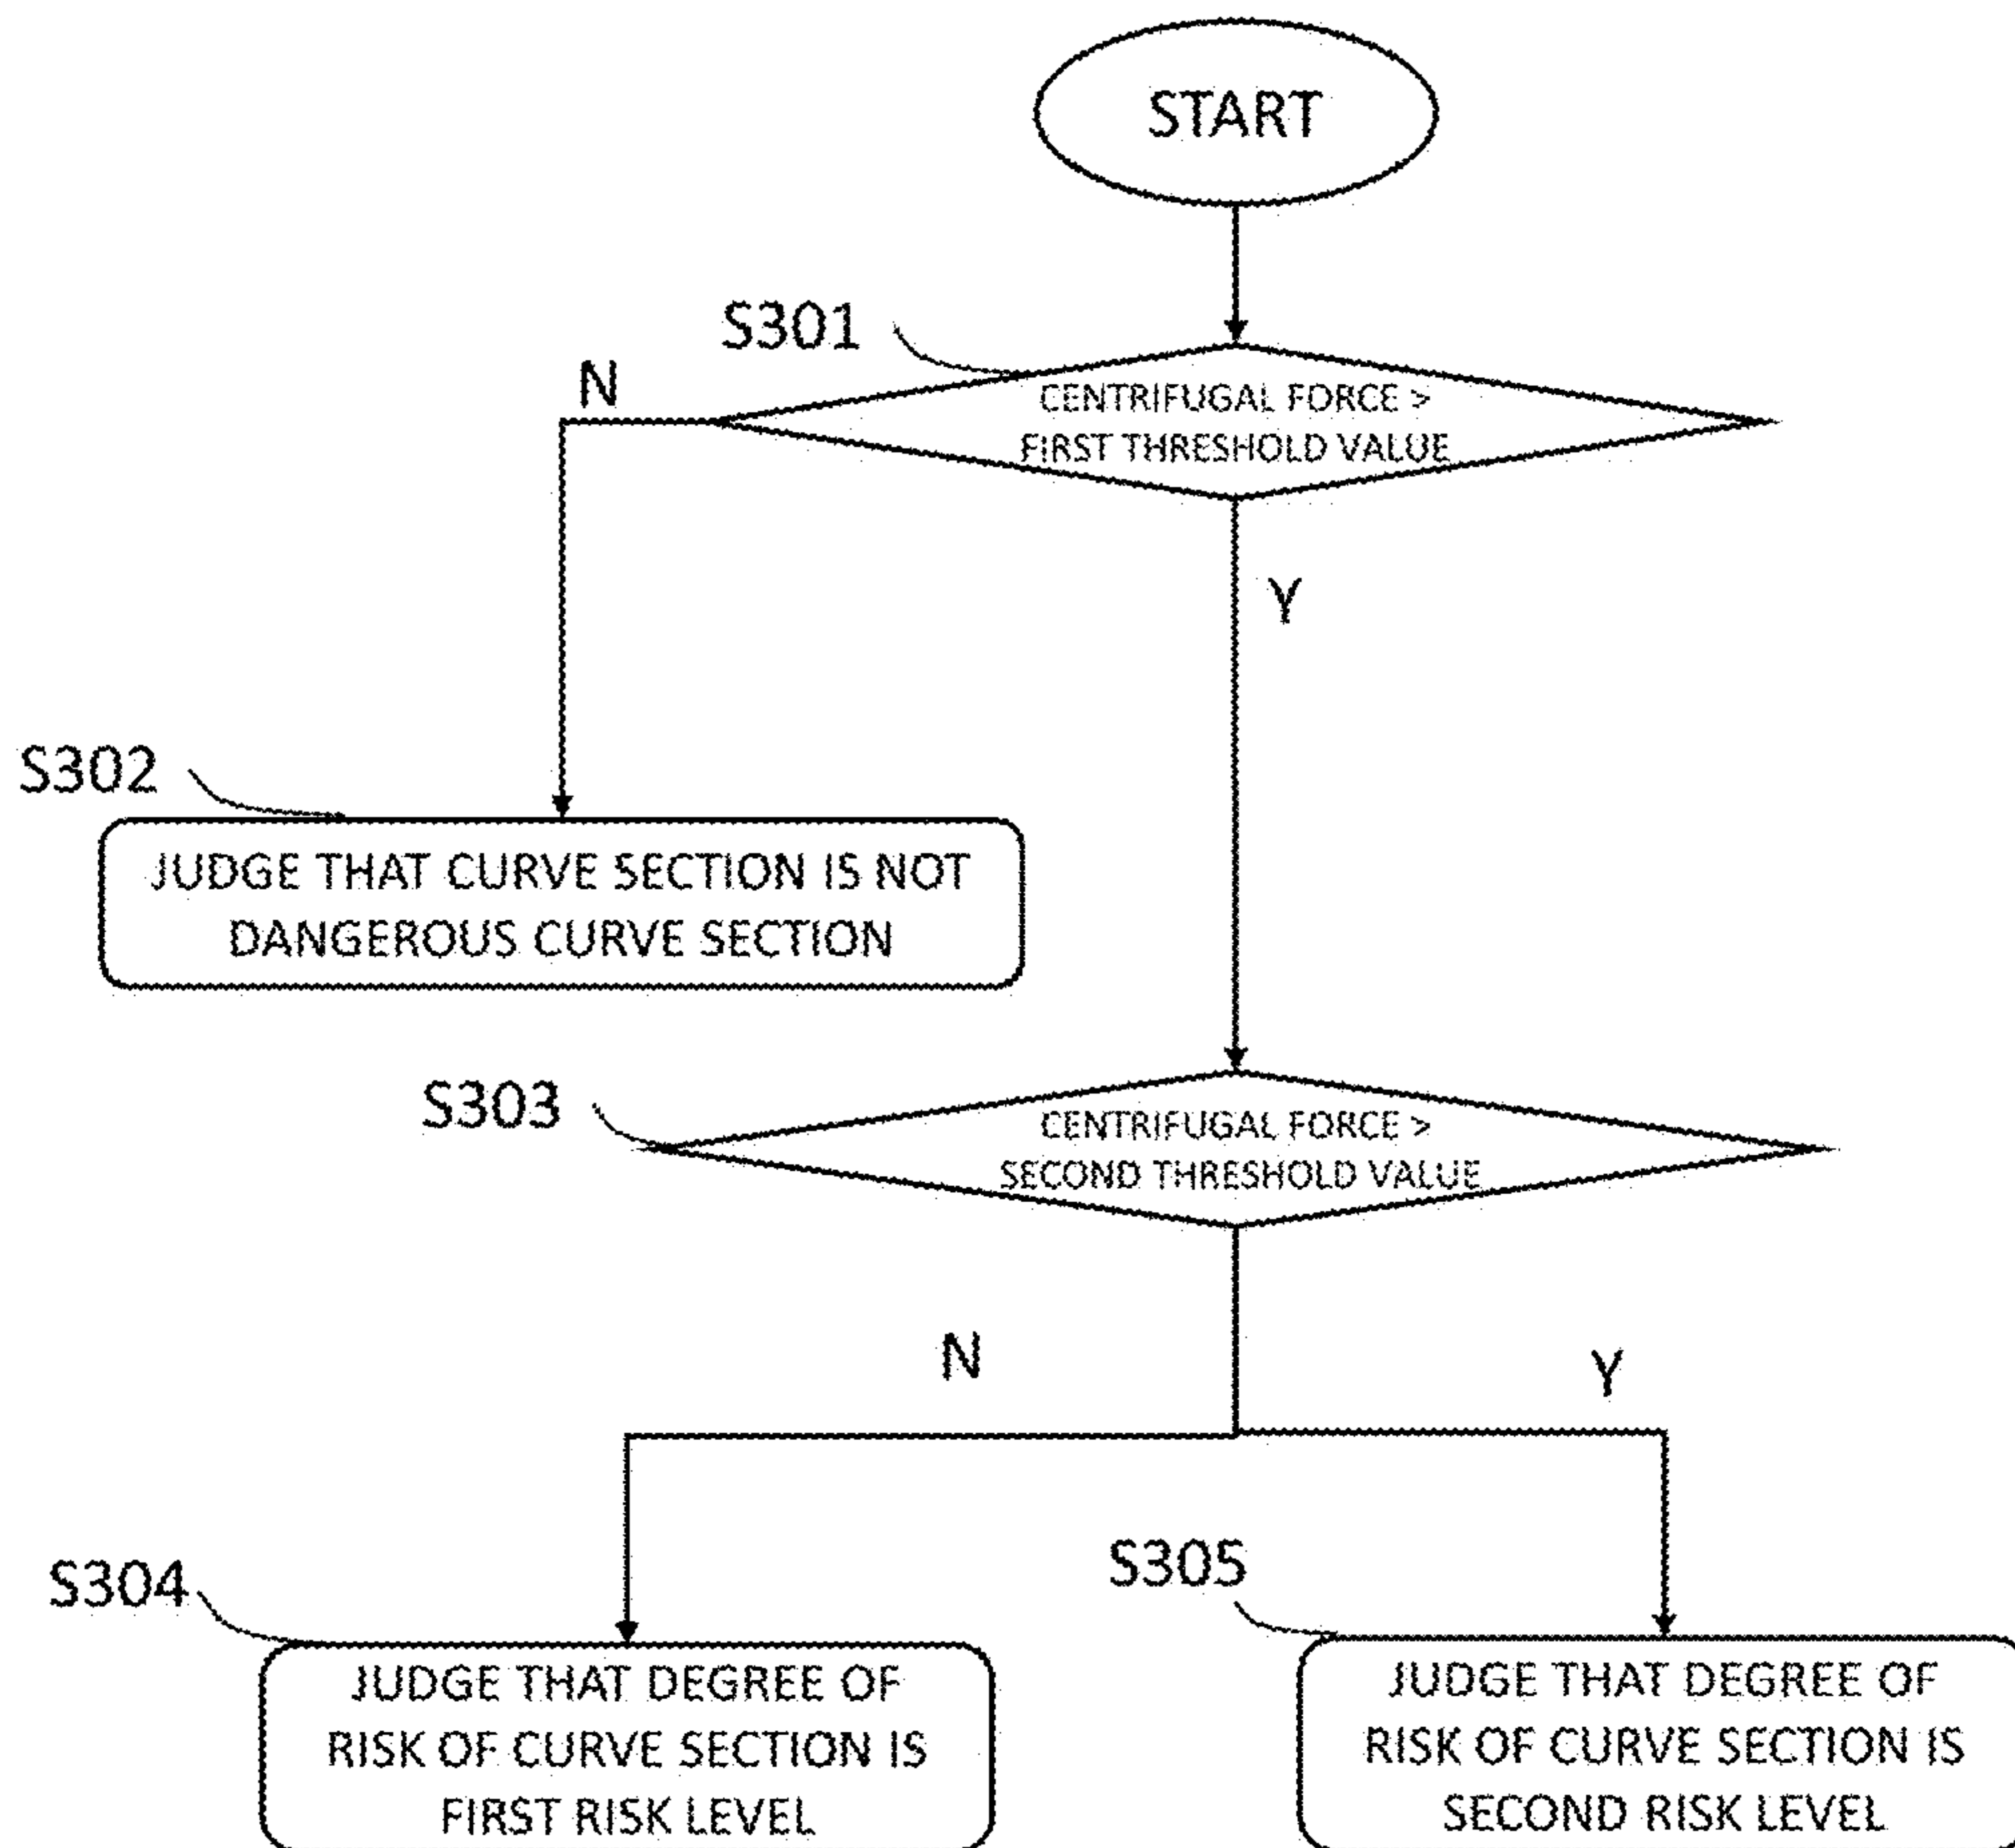 START
S301
N
CENTRIFUGAL FORCE >
FIRST THRESHOLD VALUE
Y
S302
JUDGE THAT CURVE SECTION IS NOT
DANGEROUS CURVE SECTION
S303
CENTRIFUGAL FORCE >
SECOND THRESHOLD VALUE
N
Y
S304
JUDGE THAT DEGREE OF
RISK OF CURVE SECTION IS
FIRST RISK LEVEL
S305
JUDGE THAT DEGREE OF
RISK OF CURVE SECTION IS
SECOND RISK LEVEL